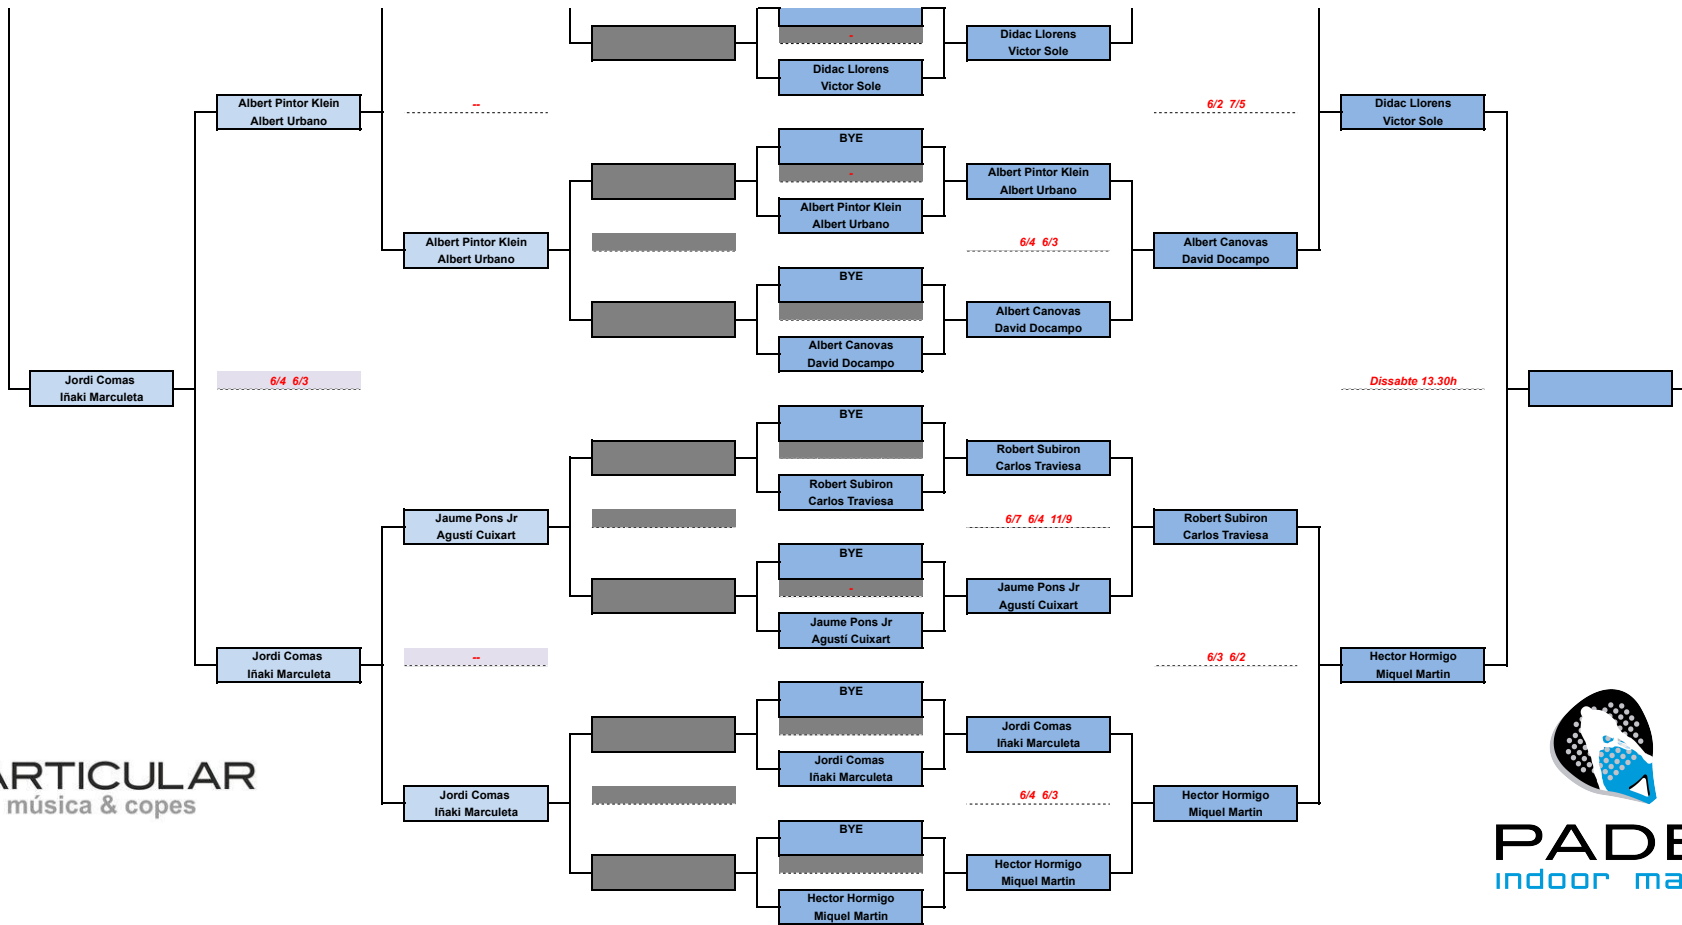 -
Didac Llorens
Victor Sole
Didac Llorens
Victor Sole
Albert Pintor Klein
Albert Urbano
--
6/2 7/5
Didac Llorens
Victor Sole
BYE
-
Albert Pintor Klein
Albert Urbano
Albert Pintor Klein
Albert Urbano
Albert Pintor Klein
Albert Urbano
6/4 6/3
Albert Canovas
David Docampo
BYE
Albert Canovas
David Docampo
Albert Canovas
David Docampo
Jordi Comas
Iñaki Marculeta
6/4 6/3
Dissabte 13.30h
BYE
Robert Subiron
Carlos Traviesa
Robert Subiron
Carlos Traviesa
Jaume Pons Jr
Agustí Cuixart
6/7 6/4 11/9
Robert Subiron
Carlos Traviesa
BYE
-
Jaume Pons Jr
Agustí Cuixart
Jaume Pons Jr
Agustí Cuixart
Jordi Comas
Iñaki Marculeta
--
6/3 6/2
Hector Hormigo
Miquel Martin
BYE
Jordi Comas
Iñaki Marculeta
Jordi Comas
Iñaki Marculeta
Jordi Comas
Iñaki Marculeta
6/4 6/3
Hector Hormigo
Miquel Martin
BYE
Hector Hormigo
Miquel Martin
Hector Hormigo
Miquel Martin
ARTICULAR
música & copes
PADE
indoor ma